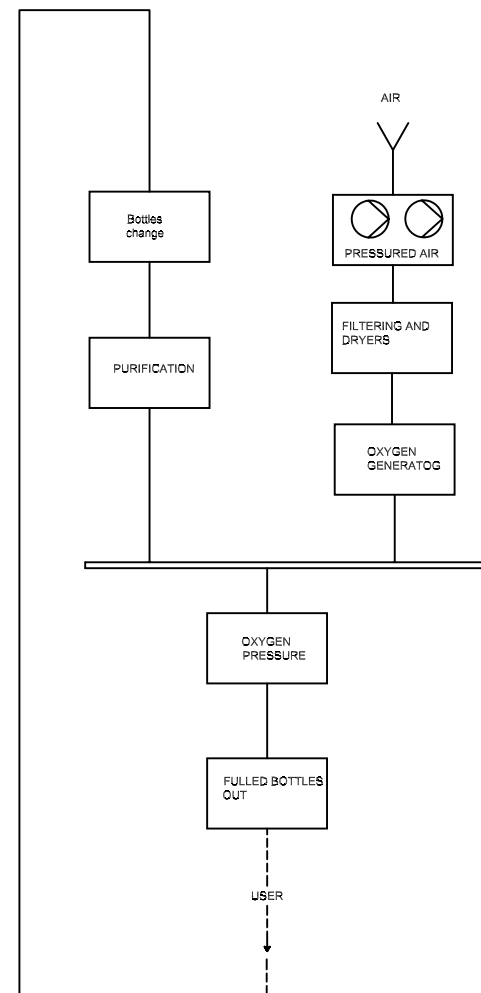 AIR
Bottles
change
PRESSURED AIR
FILTERING AND
DRYERS
PURIFICATION
OXYGEN
GENERATOG
OXYGEN
PRESSURE
FULLED BOTTLES
OUT
USER